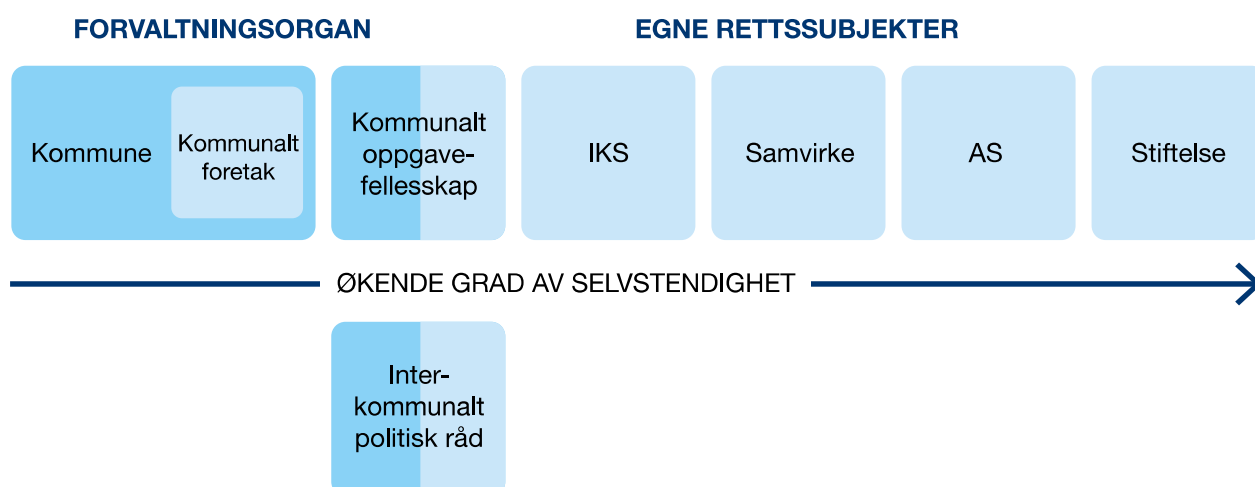 FORVALTNINGSORGAN
EGNE RETTSSUBJEKTER
Kommune
Kommunalt
foretak
Kommunalt
oppgave-
fellesskap
IKS
Samvirke
AS
Stiftelse
ØKENDE GRAD AV SELVSTENDIGHET
Inter-
kommunalt
politisk råd